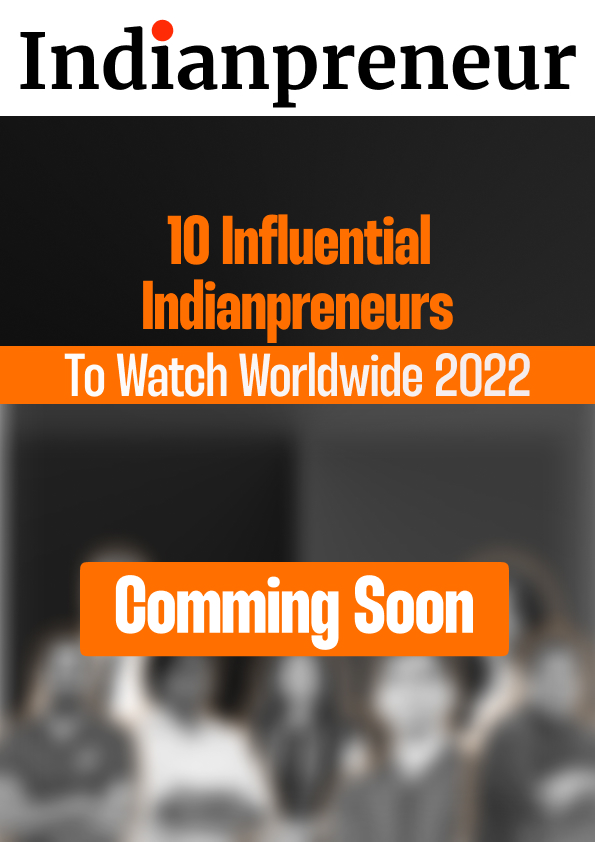 Indianpreneur
10 Influential
Indianpreneurs
To Watch Worldwide 2022
Comming Soon